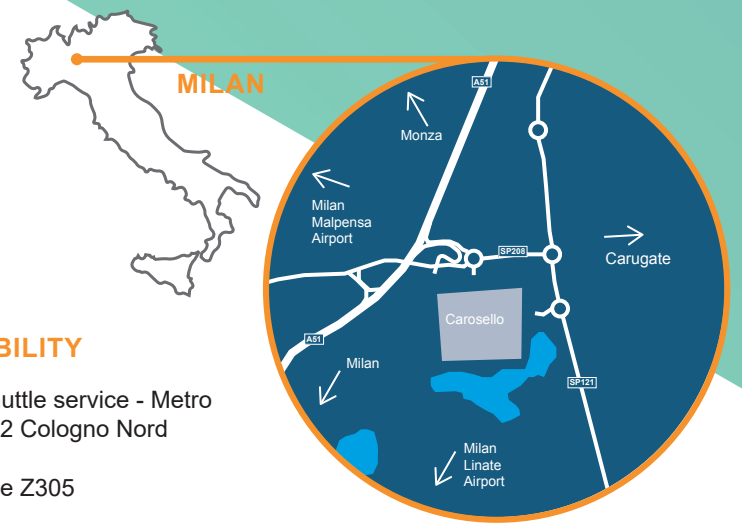 MILAN
A51
Monza
Milan
Malpensa
Airport
SP208
Carugate
Carosello
A51
Milan
SP121
Milan
Linate
Airport
BILITY
uttle service - Metro
2 Cologno Nord
e Z305